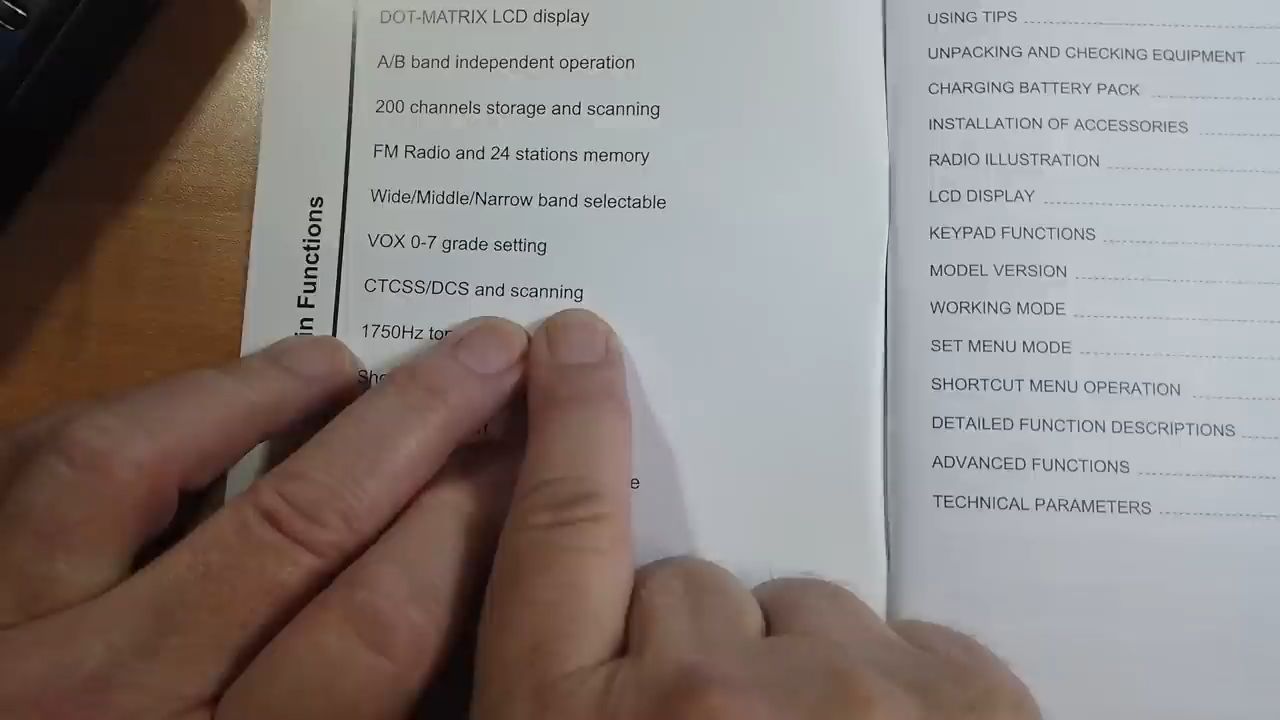 DOT-MATRIX LCD display
A/B band independent operation
200 channels storage and scanning
FM Radio and 24 stations memory
Wide/Middle/Narrow band selectable
VOX 0-7 grade setting
CTCSS/DCS and scanning
1750Hz
Functions
USING TIPS
UNPACKING AND CHECKING EQUIPMENT
CHARGING BATTERY PACK
INSTALLATION OF ACCESSORIES
RADIO ILLUSTRATION
LCD DISPLAY
KEYPAD FUNCTIONS
MODEL VERSION
WORKING MODE
SET MENU MODE
SHORTCUT MENU OPERATION
DETAILED FUNCTION DESCRIPTIONS
ADVANCED FUNCTIONS
TECHNICAL PARAMETERS